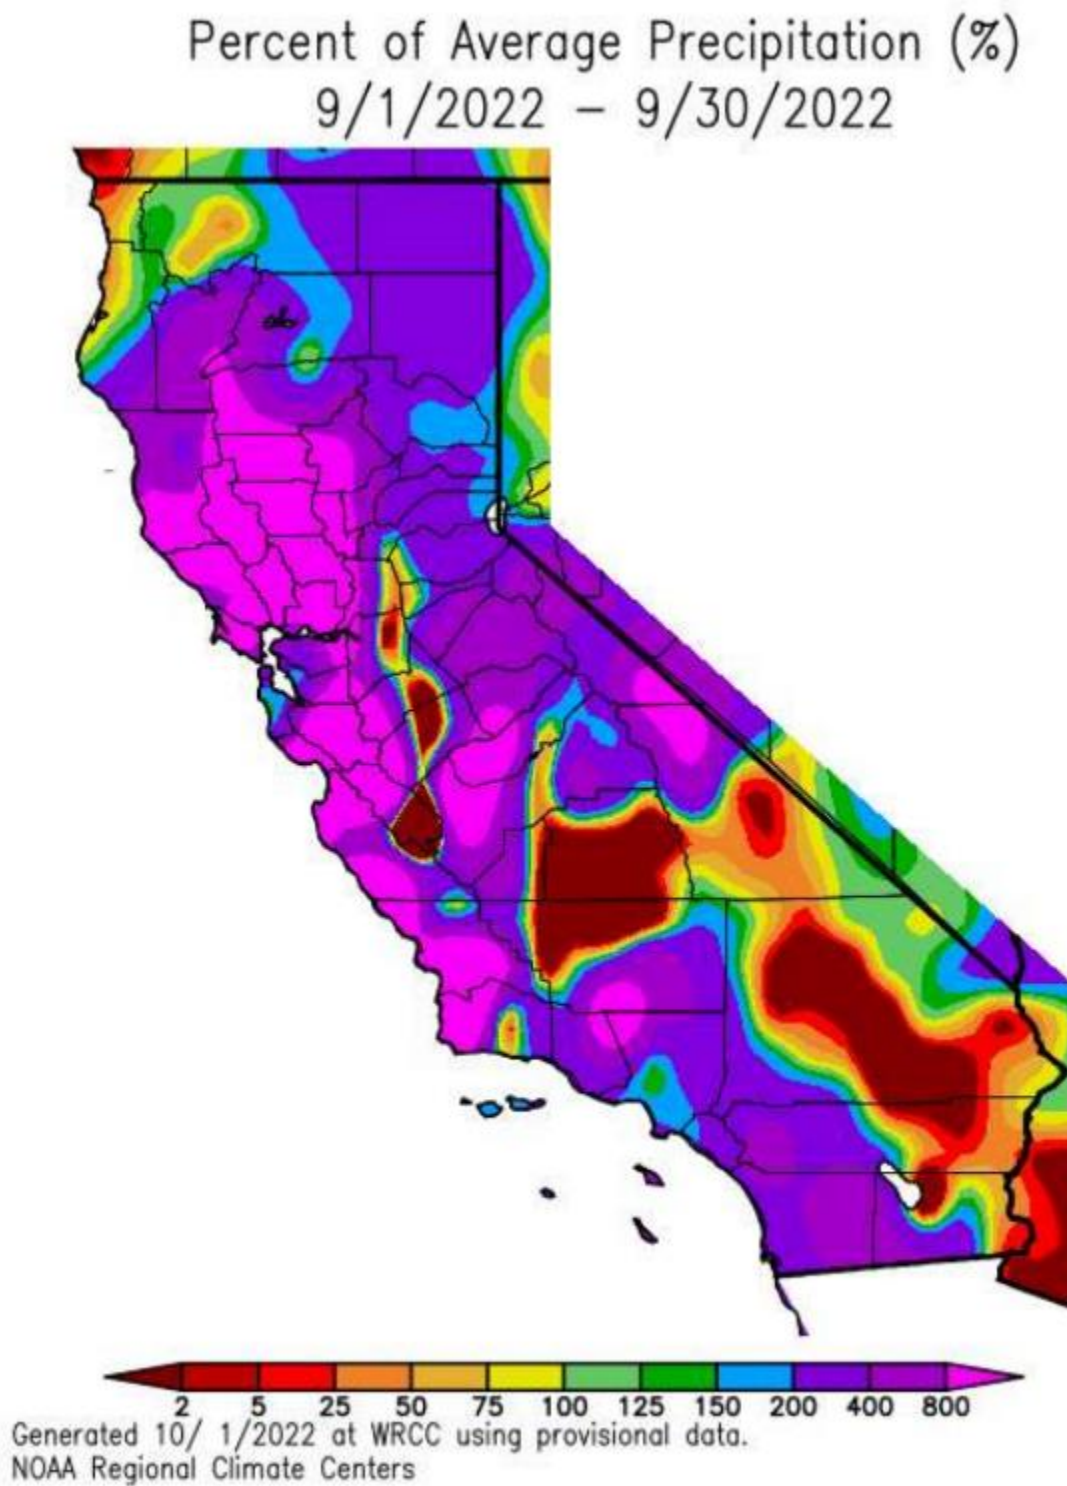 Percent of Average Precipitation (%)
9/1/2022 – 9/30/2022
2 5 25 50 75 100 125 150 200 400 800
Generated 10/ 1/2022 at WRCC using provisional data.
NOAA Regional Climate Centers